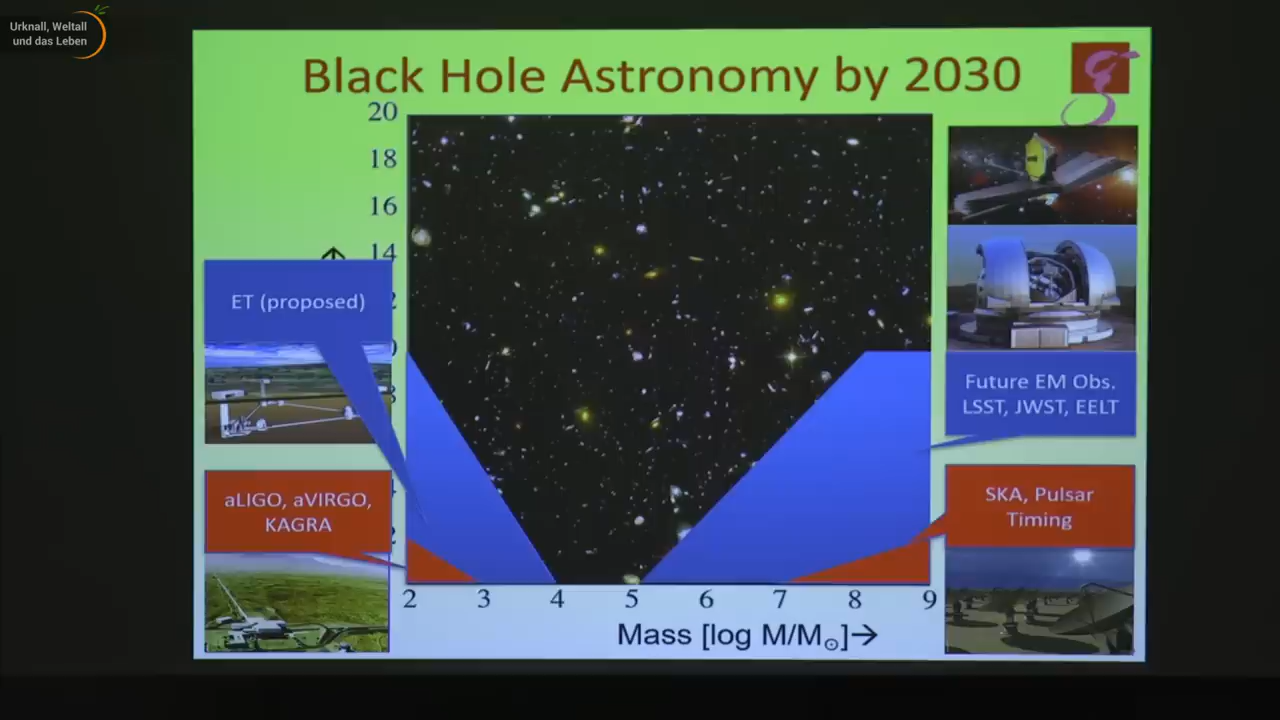 Urknall, Weltall
und das Leben
Black Hole Astronomy by 2030
20
18
16
14
ET (proposed)
aLIGO, aVIRGO,
KAGRA
Future EM Obs.
LSST, JWST, EELT
SKA, Pulsar
Timing
2 3 4 5 6 7 8 9
Mass [log M/M☉]→